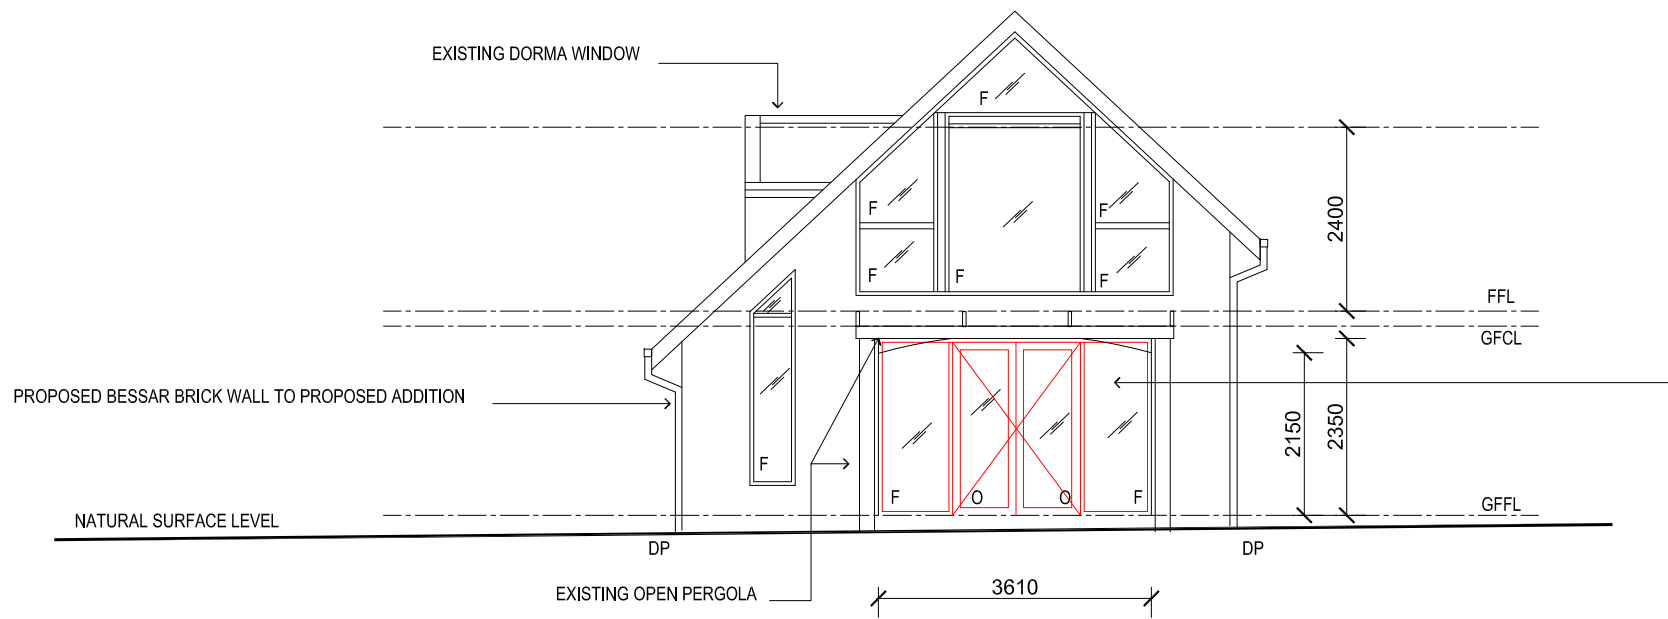 EXISTING DORMA WINDOW
F
F
F
2400
F
F
F
FFL
GFCL
PROPOSED BESSAR BRICK WALL TO PROPOSED ADDITION
2150
2350
F
F
O
O
F
GFFL
NATURAL SURFACE LEVEL
DP
DP
EXISTING OPEN PERGOLA
3610